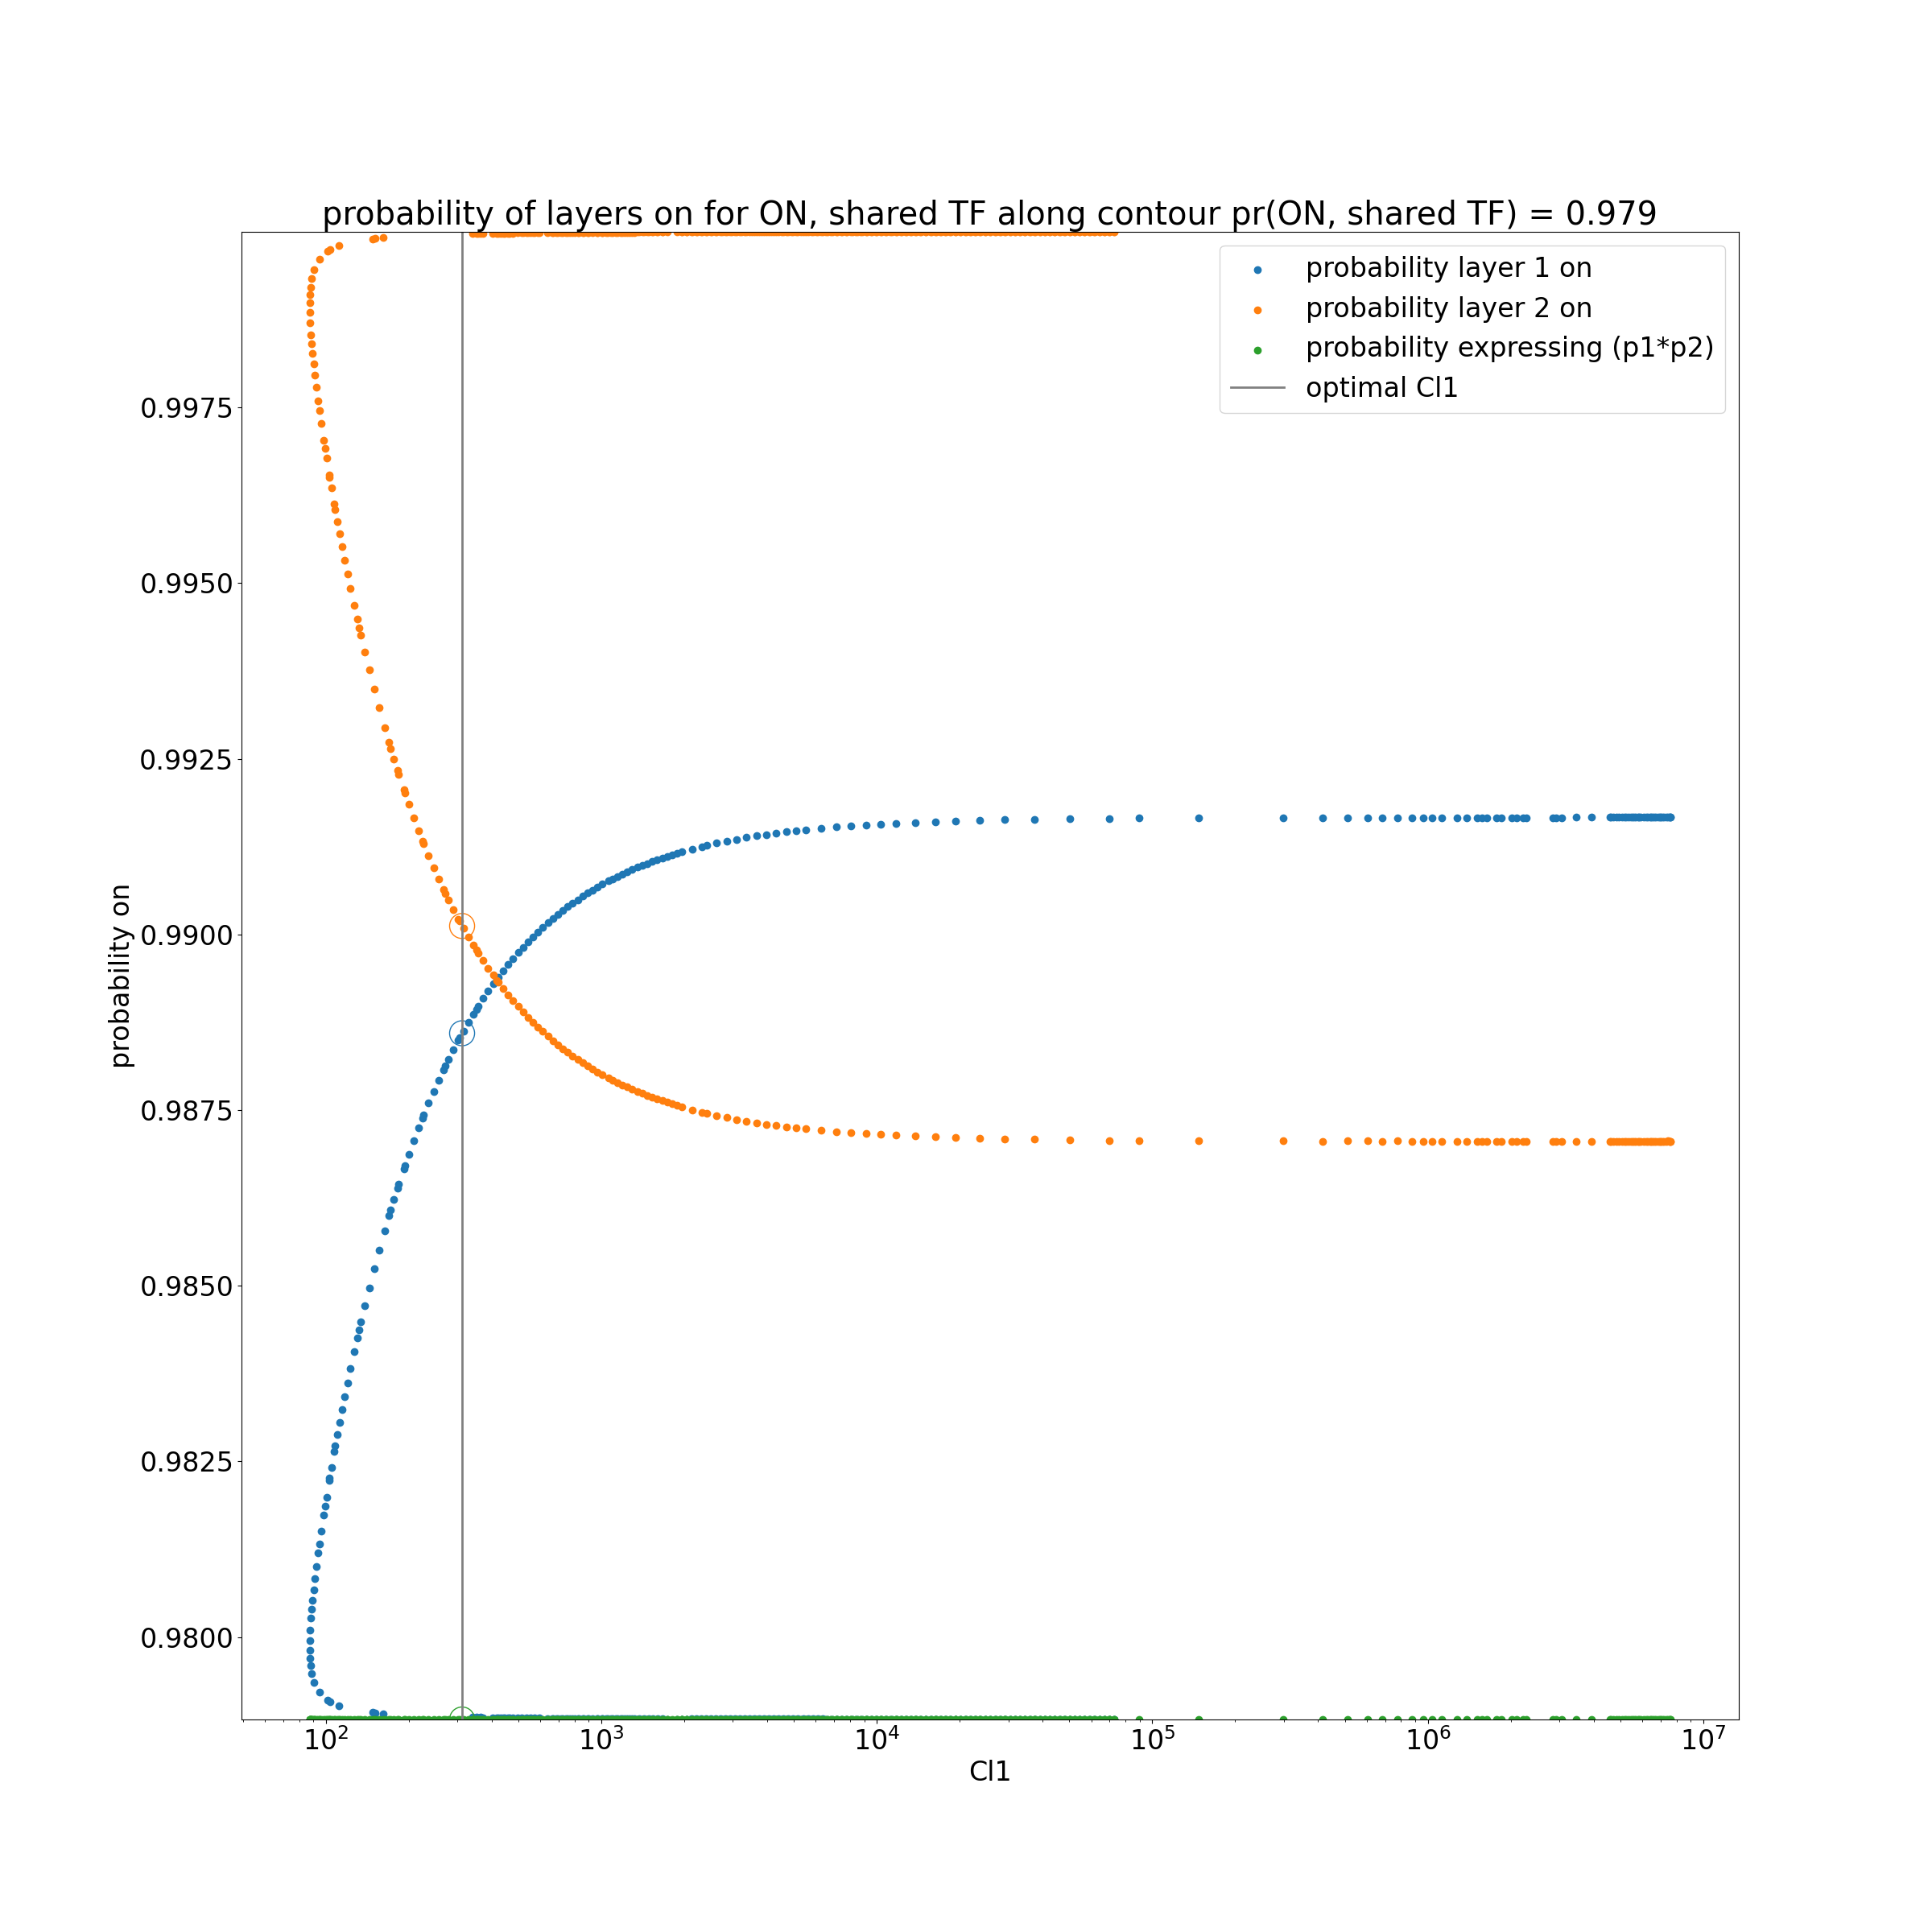 probability of layers on for ON, shared TF along contour pr(ON, shared TF) = 0.979
probability layer 1 on
probability layer 2 on
probability expressing (p1*p2)
optimal Cl1
0.9975
0.9950
0.9925
0.9900
0.9875
0.9850
0.9825
0.9800
probability on
10² 10³ 10⁴ 10⁵ 10⁶ 10⁷
Cl1